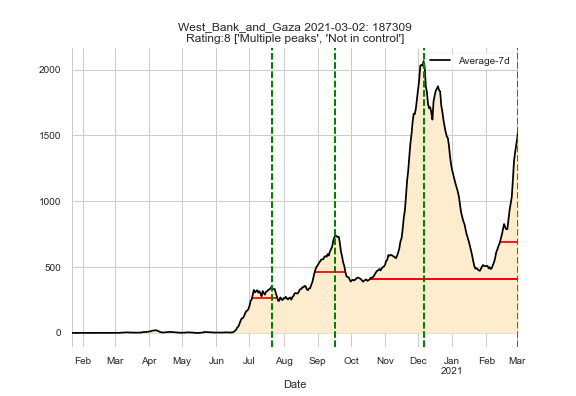 West_Bank_and_Gaza 2021-03-02: 187309
Rating:8 ['Multiple peaks', 'Not in control']
Average-7d
2000
1500
1000
500
0
Feb Mar Apr May Jun Jul Aug Sep Oct Nov Dec Jan Feb Mar
2021
Date